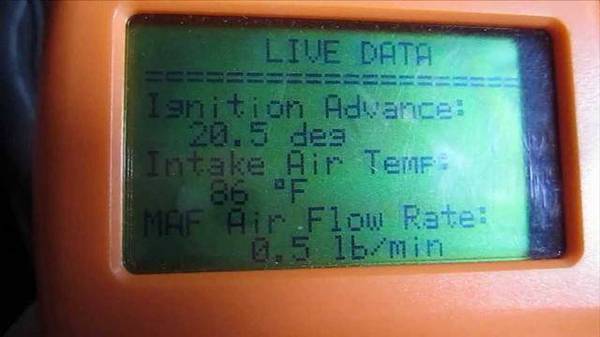 LIVE DATA
=========================
Ignition Advance:
20.5 deg
Intake Air Temp:
86 °F
MAF Air Flow Rate:
0.5 lb/min